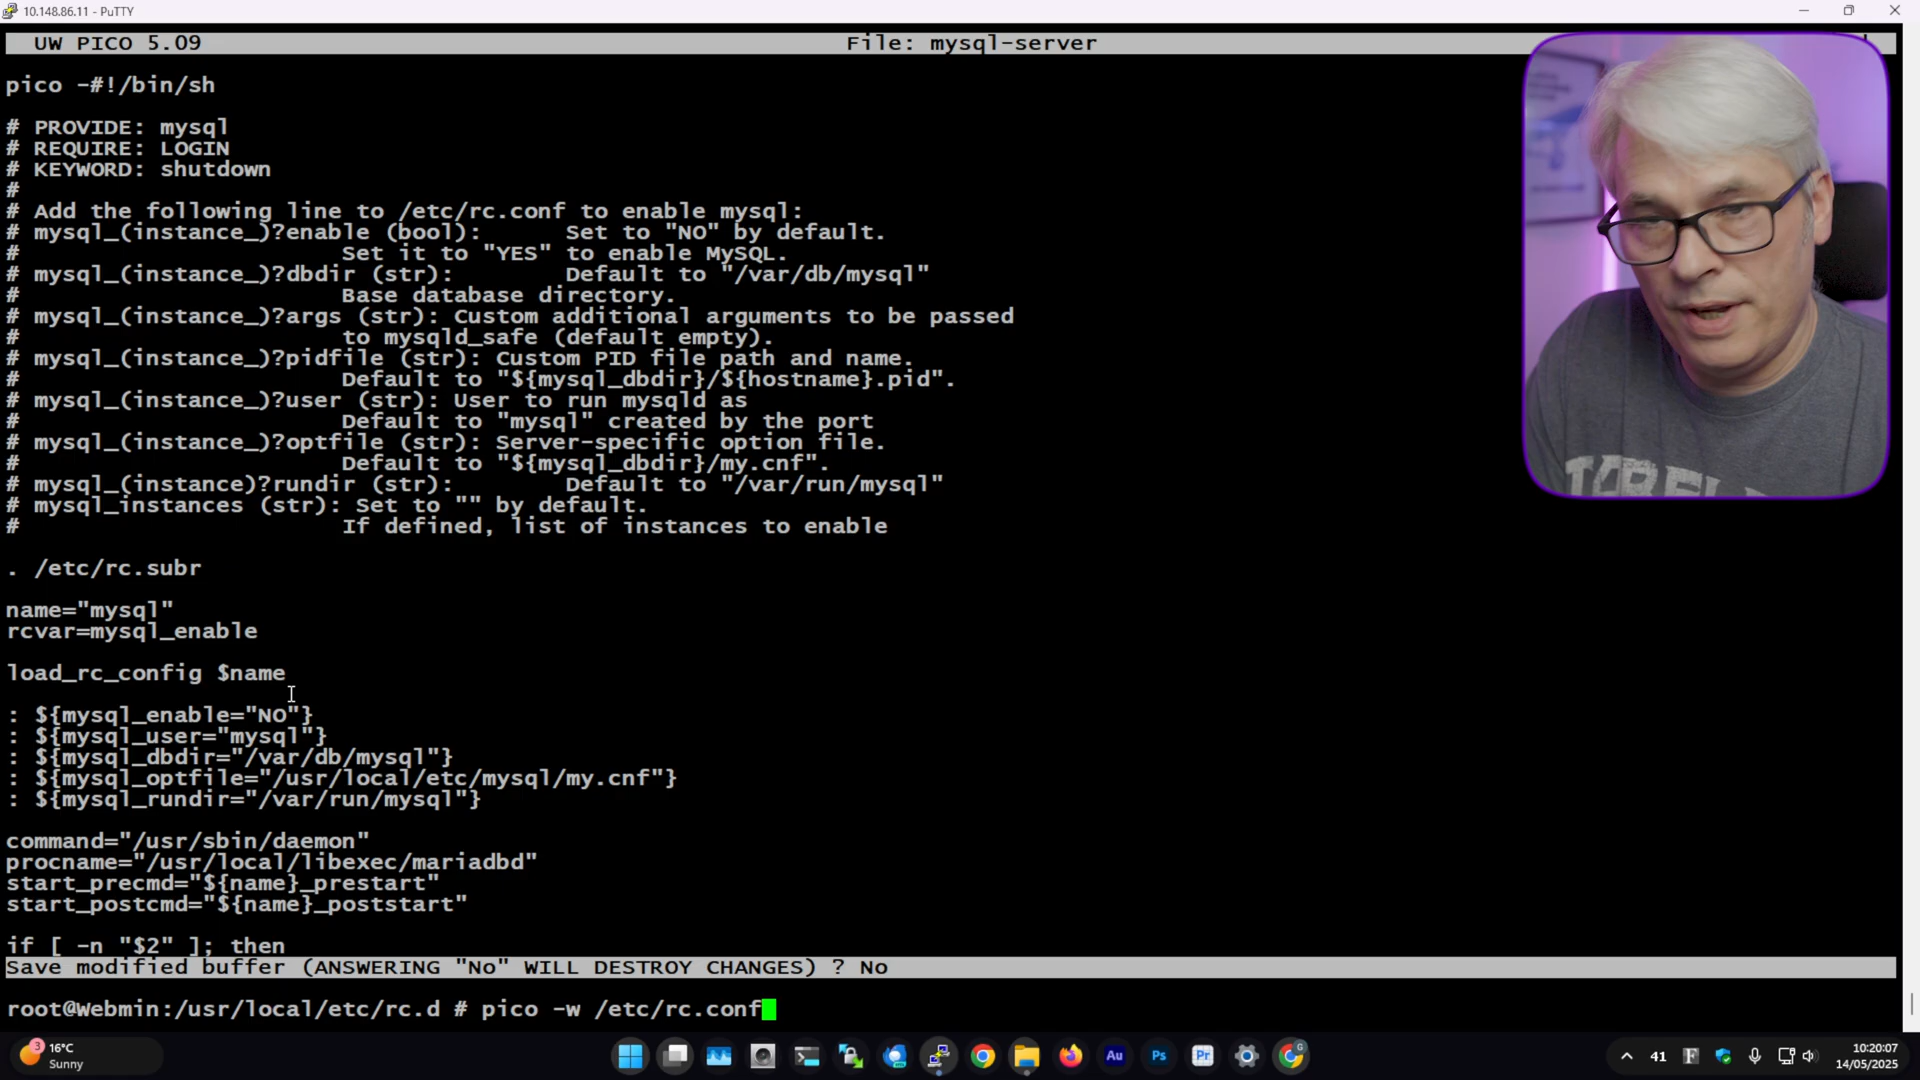 10.148.86.11 - PuTTY
UW PICO 5.09 File: mysql-server
pico -#!/bin/sh
# PROVIDE: mysql
# REQUIRE: LOGIN
# KEYWORD: shutdown
#
# Add the following line to /etc/rc.conf to enable mysql:
# mysql_(instance_)?enable (bool): Set to "NO" by default.
# Set it to "YES" to enable MySQL.
# mysql_(instance_)?dbdir (str): Default to "/var/db/mysql"
# Base database directory.
# mysql_(instance_)?args (str): Custom additional arguments to be passed
# to mysqld_safe (default empty).
# mysql_(instance_)?pidfile (str): Custom PID file path and name.
# Default to "${mysql_dbdir}/${hostname}.pid".
# mysql_(instance_)?user (str): User to run mysqld as
# Default to "mysql" created by the port
# mysql_(instance_)?optfile (str): Server-specific option file.
# Default to "${mysql_dbdir}/my.cnf".
# mysql_(instance)?rundir (str): Default to "/var/run/mysql"
# mysql_instances (str): Set to "" by default.
# If defined, list of instances to enable
. /etc/rc.subr
name="mysql"
rcvar=mysql_enable
load_rc_config $name
: ${mysql_enable="NO"}
: ${mysql_user="mysql"}
: ${mysql_dbdir="/var/db/mysql"}
: ${mysql_optfile="/usr/local/etc/mysql/my.cnf"}
: ${mysql_rundir="/var/run/mysql"}
command="/usr/sbin/daemon"
procname="/usr/local/libexec/mariadbd"
start_precmd="${name}_prestart"
start_postcmd="${name}_poststart"
if [ -n "$2" ]; then
Save modified buffer (ANSWERING "No" WILL DESTROY CHANGES) ? No
root@Webmin:/usr/local/etc/rc.d # pico -w /etc/rc.conf
3
16°C
Sunny
Au
Ps
Pr
G
41
F
10:20:07
14/05/2025